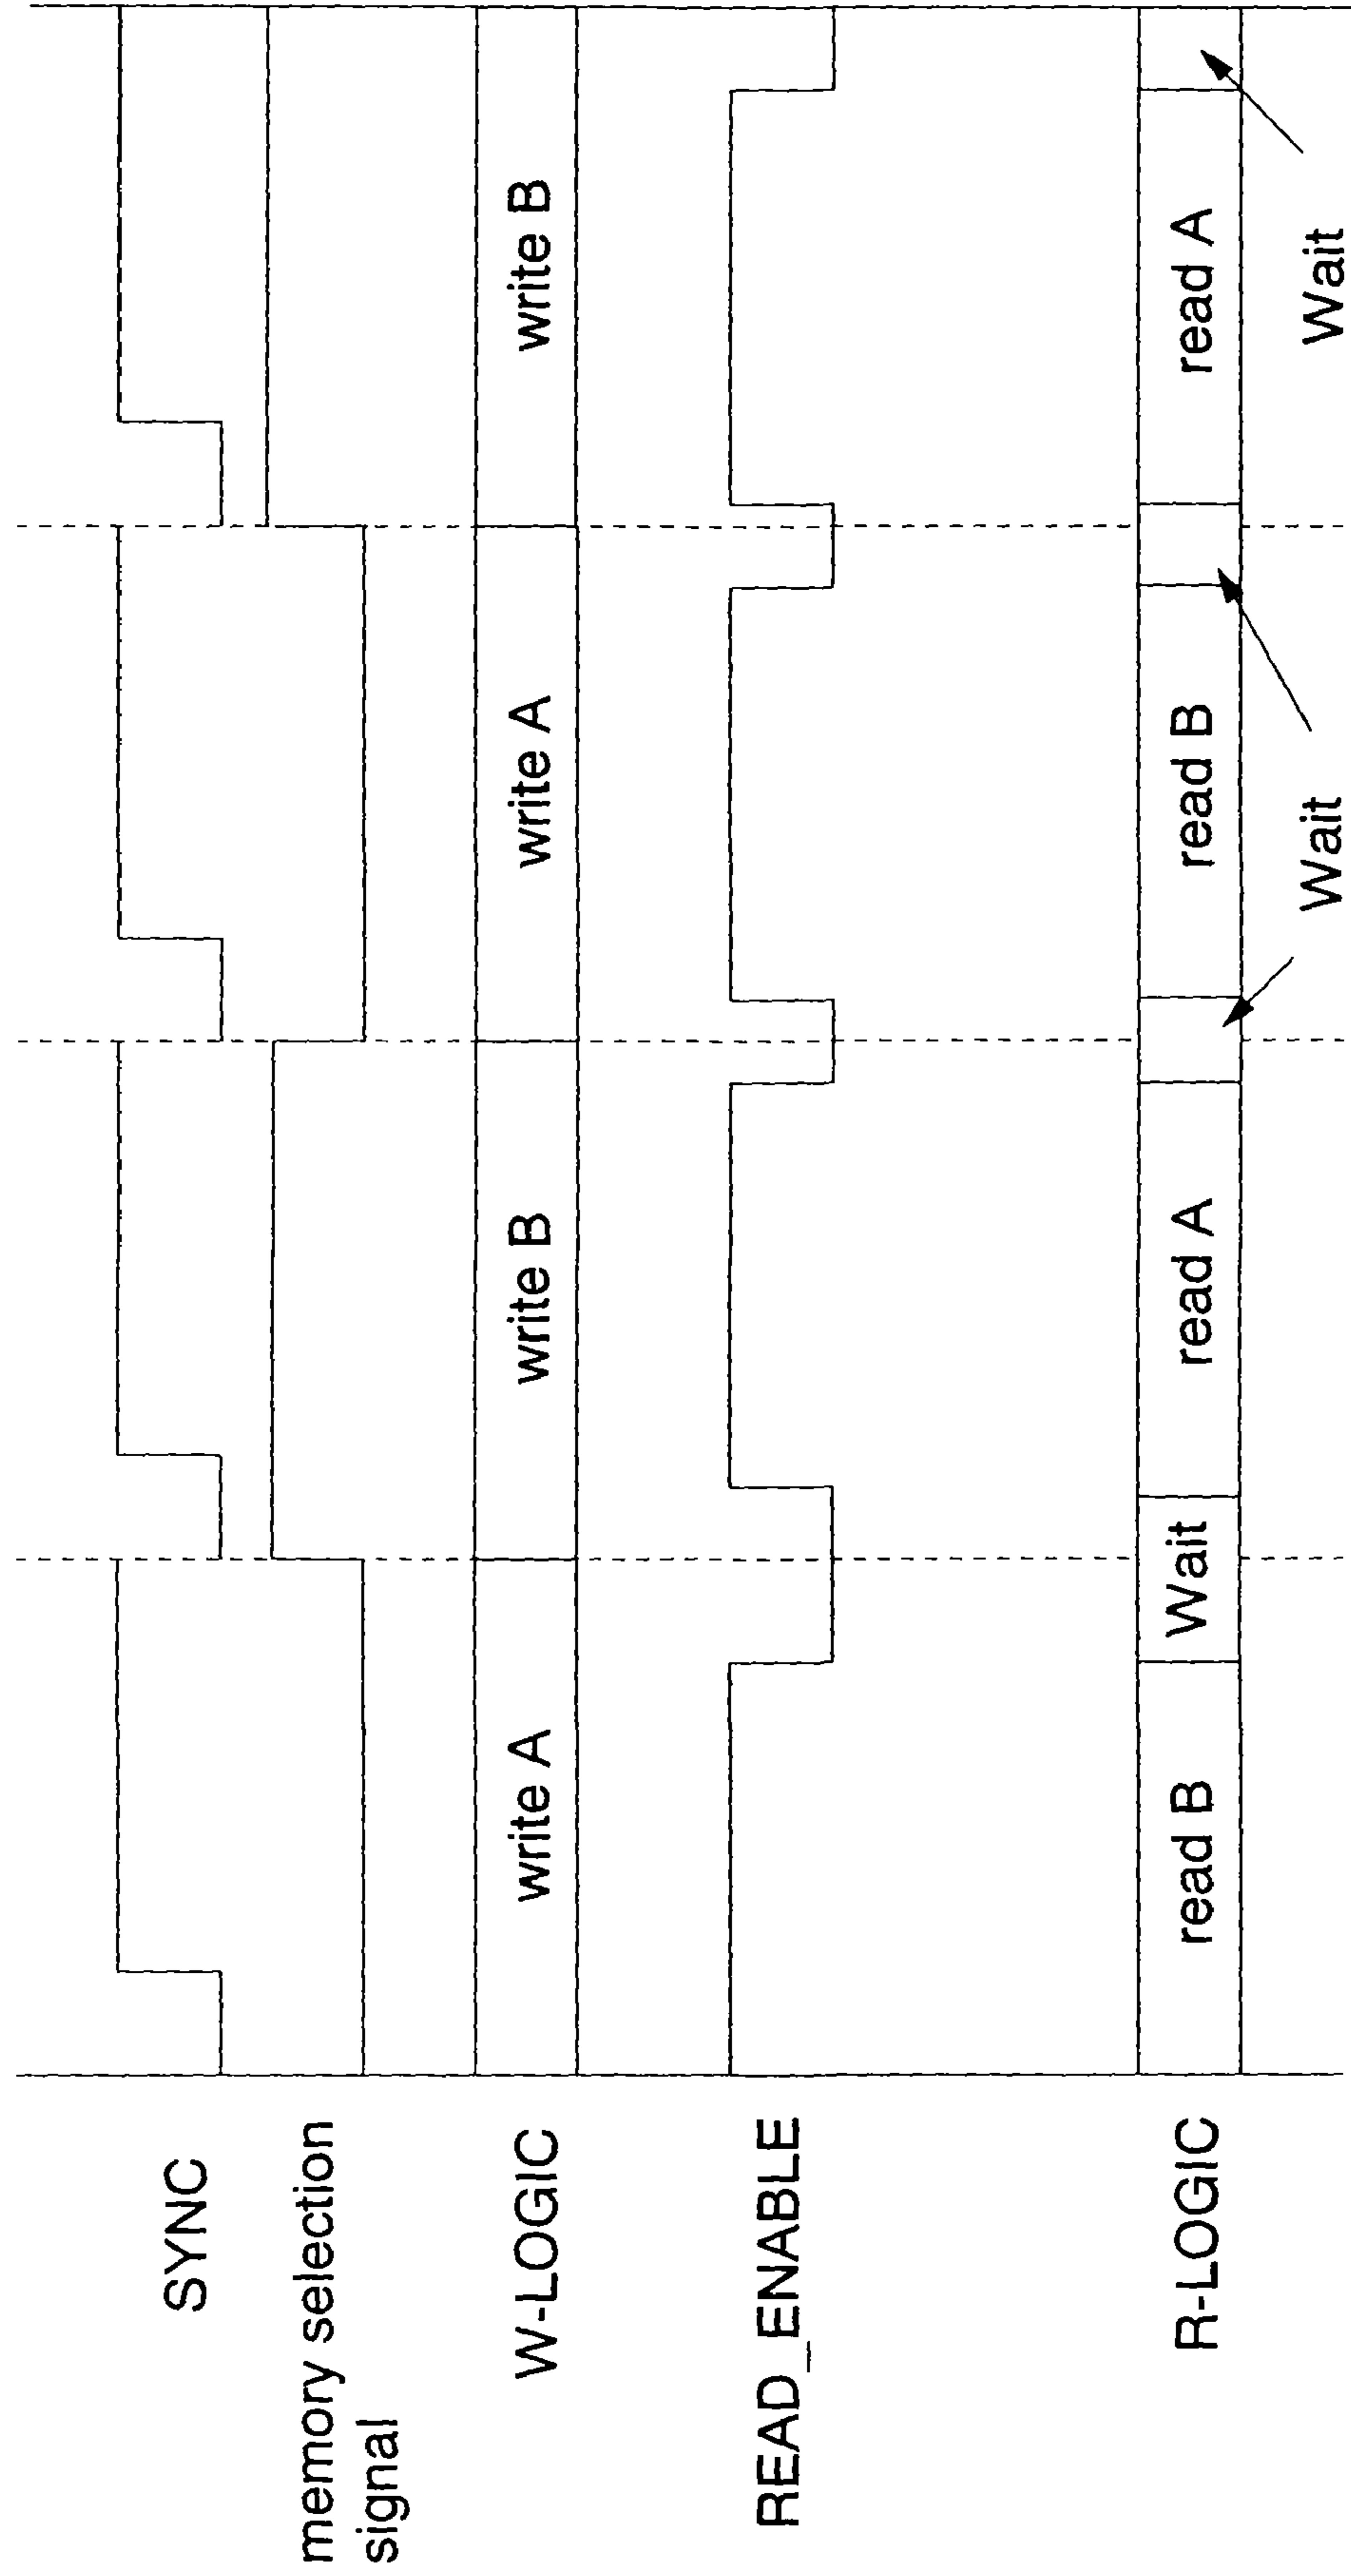 SYNC
memory selection
signal
W-LOGIC
write A
write B
write A
write B
READ_ENABLE
R-LOGIC
read B
Wait
read A
read B
read A
Wait
Wait